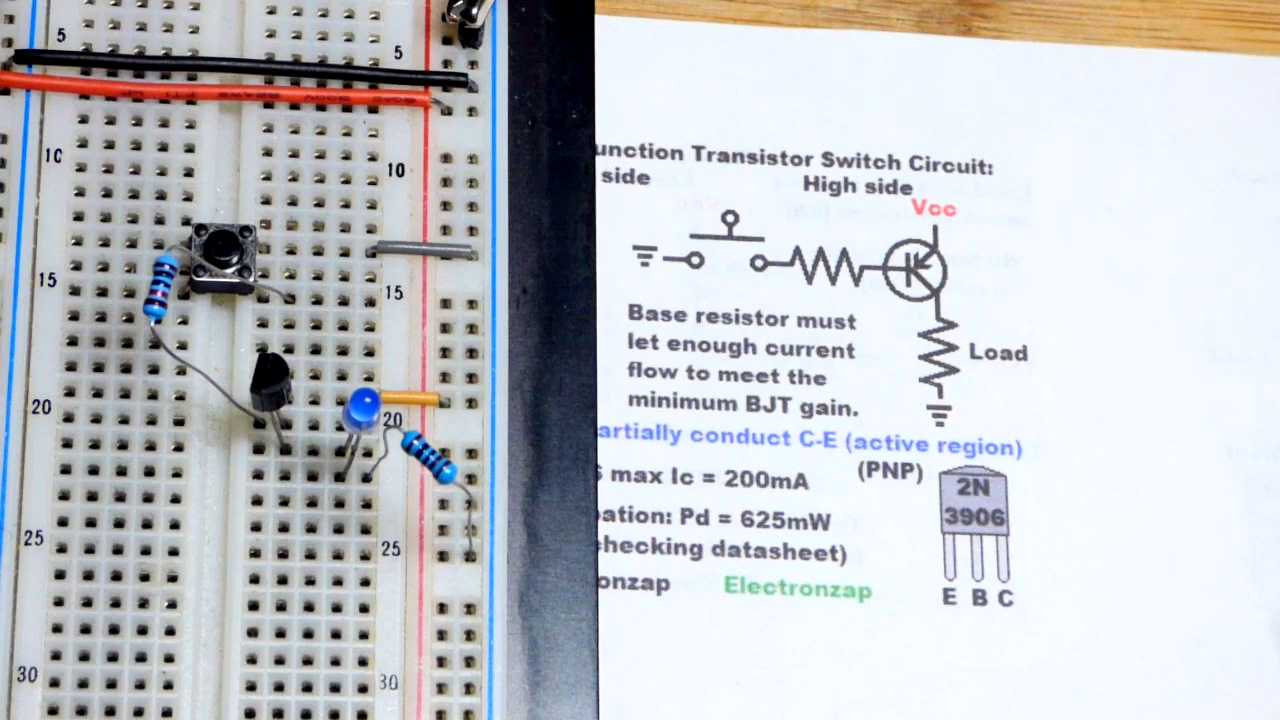 5
5
10
10
15
15
20
20
25
25
30
30
unction Transistor Switch Circuit:
side High side
Vcc
Base resistor must
let enough current
flow to meet the
minimum BJT gain.
Load
artially conduct C-E (active region)
max Ic = 200mA (PNP)
2N
3906
ation: Pd = 625mW
hecking datasheet)
onzap Electronzap
E B C